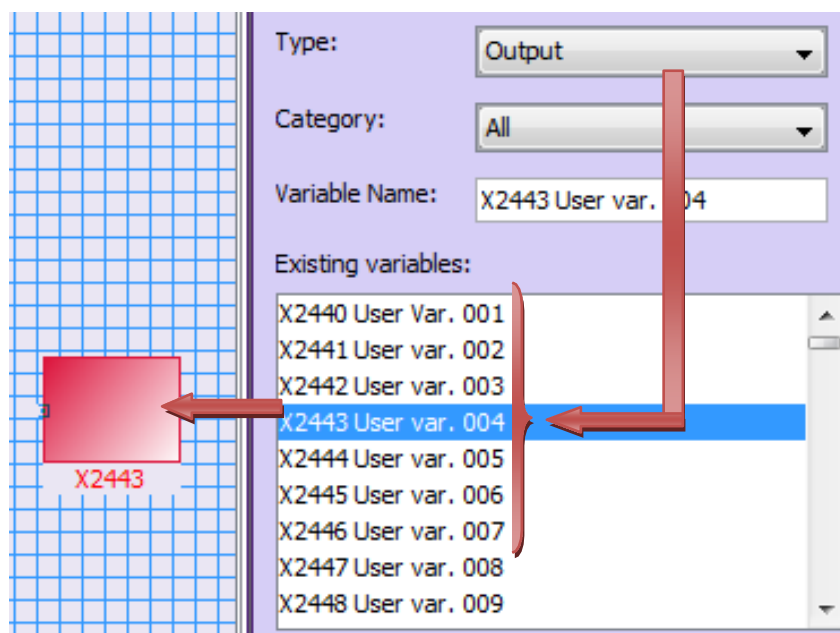 Type:
Output
Category:
All
Variable Name:
X2443 User var. 04
Existing variables:
X2440 User Var. 001
X2441 User Var. 002
X2442 User Var. 003
X2443 User var. 004
X2444 User var. 005
X2445 User var. 006
X2446 User var. 007
X2447 User var. 008
X2448 User var. 009
X2443